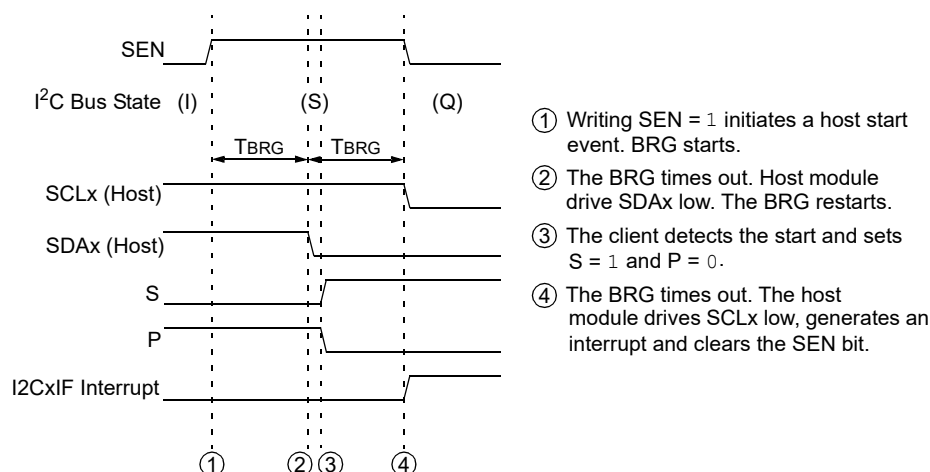 SEN
I²C Bus State (I) (S) (Q)
TBRG TBRG
SCLx (Host)
SDAx (Host)
S
P
I2CxIF Interrupt
1 2 3 4
1 Writing SEN = 1 initiates a host start
event. BRG starts.
2 The BRG times out. Host module
drive SDAx low. The BRG restarts.
3 The client detects the start and sets
S = 1 and P = 0.
4 The BRG times out. The host
module drives SCLx low, generates an
interrupt and clears the SEN bit.